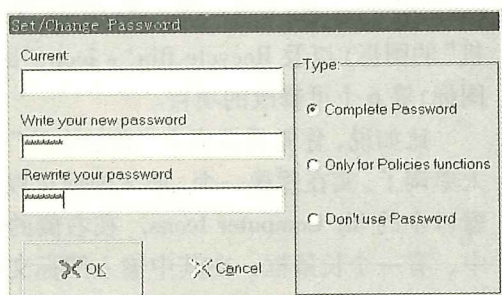 Set/Change Password
Current:
Write your new password
*******
Rewrite your password
*******
OK
Cancel
Type:
Complete Password
Only for Policies functions
Don't use Password